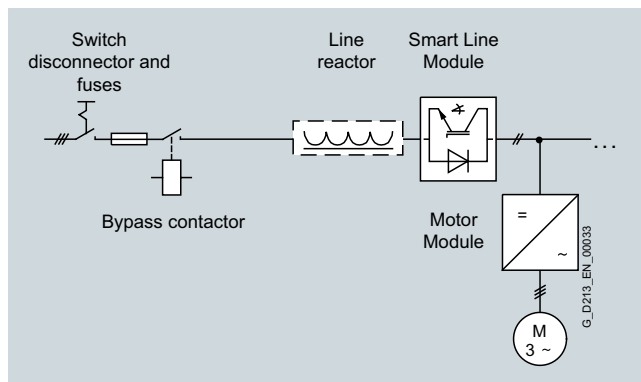 Switch
disconnector and
fuses
Line
reactor
Smart Line
Module
Bypass contactor
...
Motor
Module
=
~
G_D213_EN_00033
M
3 ~